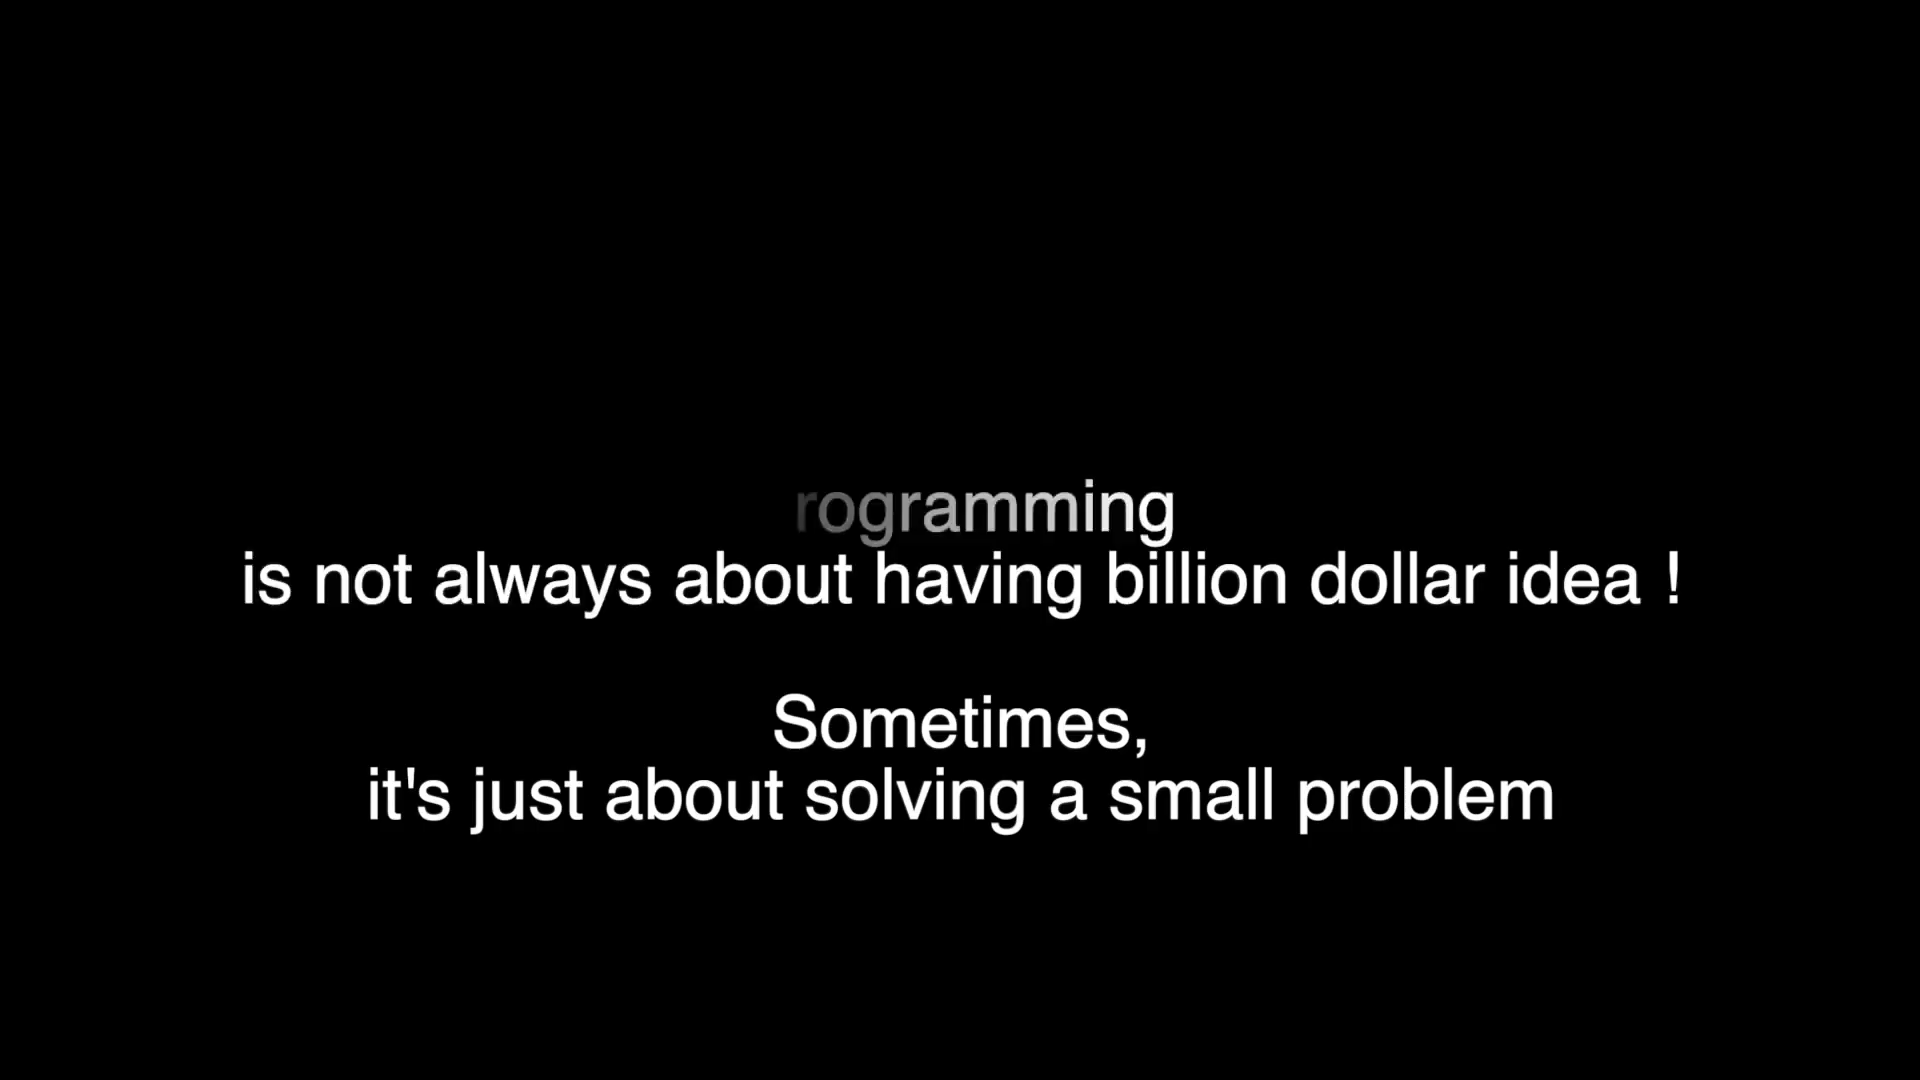 rogramming
is not always about having billion dollar idea !
Sometimes,
it's just about solving a small problem